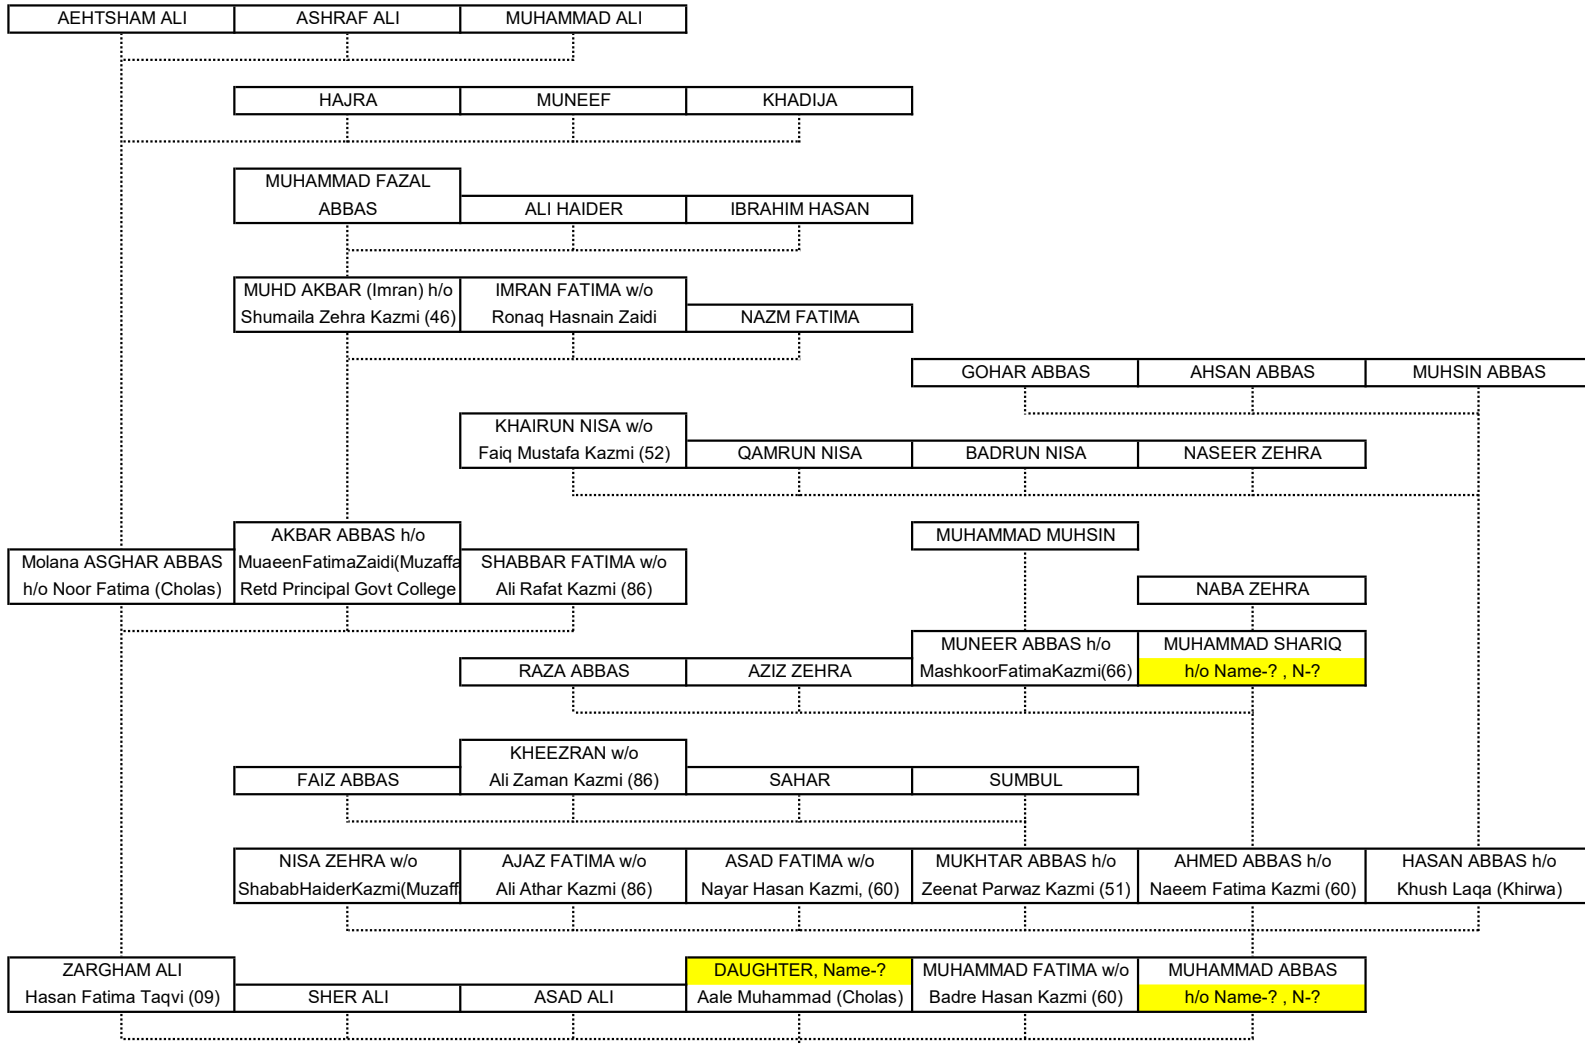 AEHTSHAM ALI
ASHRAF ALI
MUHAMMAD ALI
HAJRA
MUNEEF
KHADIJA
MUHAMMAD FAZAL
ABBAS
ALI HAIDER
IBRAHIM HASAN
MUHD AKBAR (Imran) h/o
Shumaila Zehra Kazmi (46)
IMRAN FATIMA w/o
Ronaq Hasnain Zaidi
NAZM FATIMA
GOHAR ABBAS
AHSAN ABBAS
MUHSIN ABBAS
KHAIRUN NISA w/o
Faiq Mustafa Kazmi (52)
QAMRUN NISA
BADRUN NISA
NASEER ZEHRA
Molana ASGHAR ABBAS
h/o Noor Fatima (Cholas)
AKBAR ABBAS h/o
MuaeenFatimaZaidi(Muzaffa
Retd Principal Govt College
SHABBAR FATIMA w/o
Ali Rafat Kazmi (86)
MUHAMMAD MUHSIN
NABA ZEHRA
RAZA ABBAS
AZIZ ZEHRA
MUNEER ABBAS h/o
MashkoorFatimaKazmi(66)
MUHAMMAD SHARIQ
h/o Name-? , N-?
FAIZ ABBAS
KHEEZRAN w/o
Ali Zaman Kazmi (86)
SAHAR
SUMBUL
NISA ZEHRA w/o
ShababHaiderKazmi(Muzaff
AJAZ FATIMA w/o
Ali Athar Kazmi (86)
ASAD FATIMA w/o
Nayar Hasan Kazmi, (60)
MUKHTAR ABBAS h/o
Zeenat Parwaz Kazmi (51)
AHMED ABBAS h/o
Naeem Fatima Kazmi (60)
HASAN ABBAS h/o
Khush Laqa (Khirwa)
ZARGHAM ALI
Hasan Fatima Taqvi (09)
SHER ALI
ASAD ALI
DAUGHTER, Name-?
Aale Muhammad (Cholas)
MUHAMMAD FATIMA w/o
Badre Hasan Kazmi (60)
MUHAMMAD ABBAS
h/o Name-? , N-?